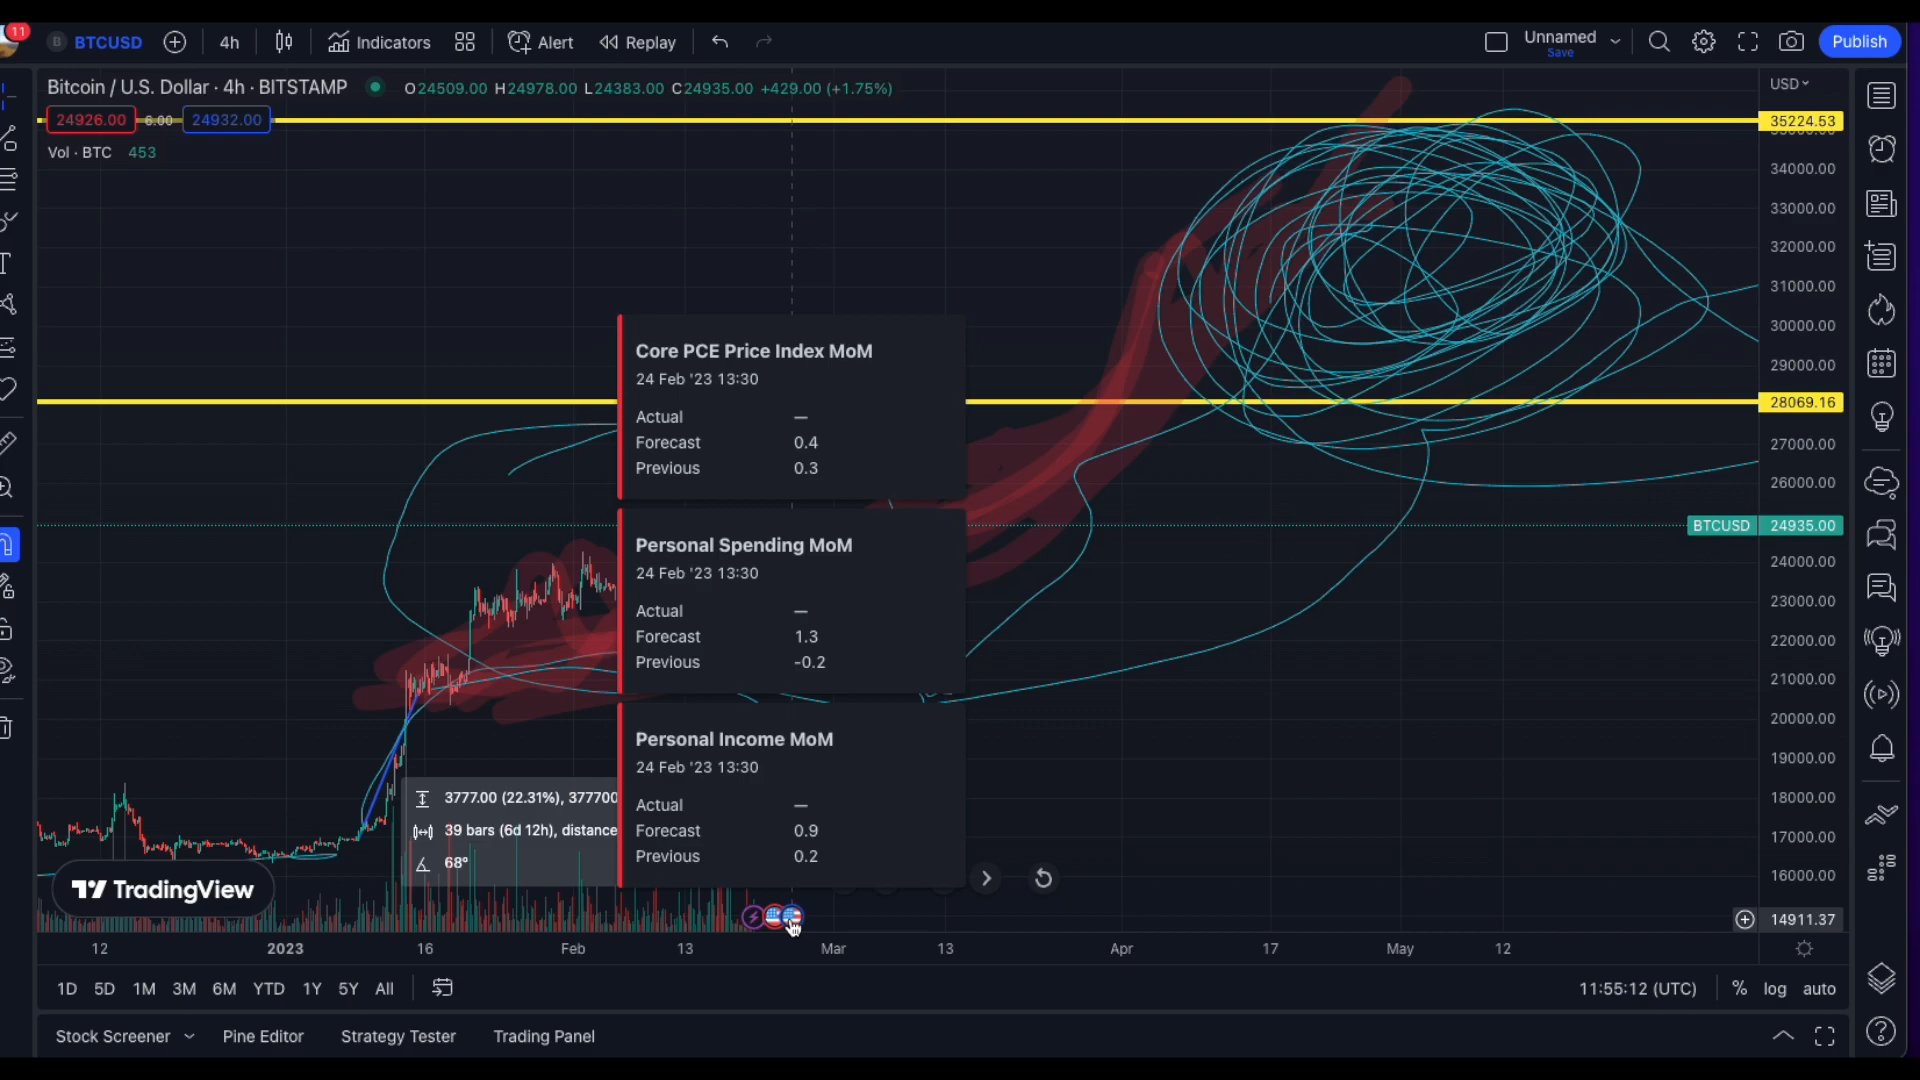 11
B BTCUSD 4h Indicators Alert Replay Unnamed Save Publish
Bitcoin / U.S. Dollar · 4h · BITSTAMP O24509.00 H24978.00 L24383.00 C24935.00 +429.00 (+1.75%)
USD
24926.00 6.00 24932.00
Vol · BTC 453
35224.53
34000.00
33000.00
32000.00
31000.00
30000.00
29000.00
28069.16
27000.00
26000.00
BTCUSD 24935.00
24000.00
23000.00
22000.00
21000.00
20000.00
19000.00
18000.00
17000.00
16000.00
14911.37
Core PCE Price Index MoM
24 Feb '23 13:30
Actual —
Forecast 0.4
Previous 0.3
Personal Spending MoM
24 Feb '23 13:30
Actual —
Forecast 1.3
Previous -0.2
Personal Income MoM
24 Feb '23 13:30
Actual —
Forecast 0.9
Previous 0.2
3777.00 (22.31%), 377700
39 bars (6d 12h), distance
68°
TradingView
12 2023 16 Feb 13 Mar 13 Apr 17 May 12
1D 5D 1M 3M 6M YTD 1Y 5Y All 11:55:12 (UTC) % log auto
Stock Screener Pine Editor Strategy Tester Trading Panel